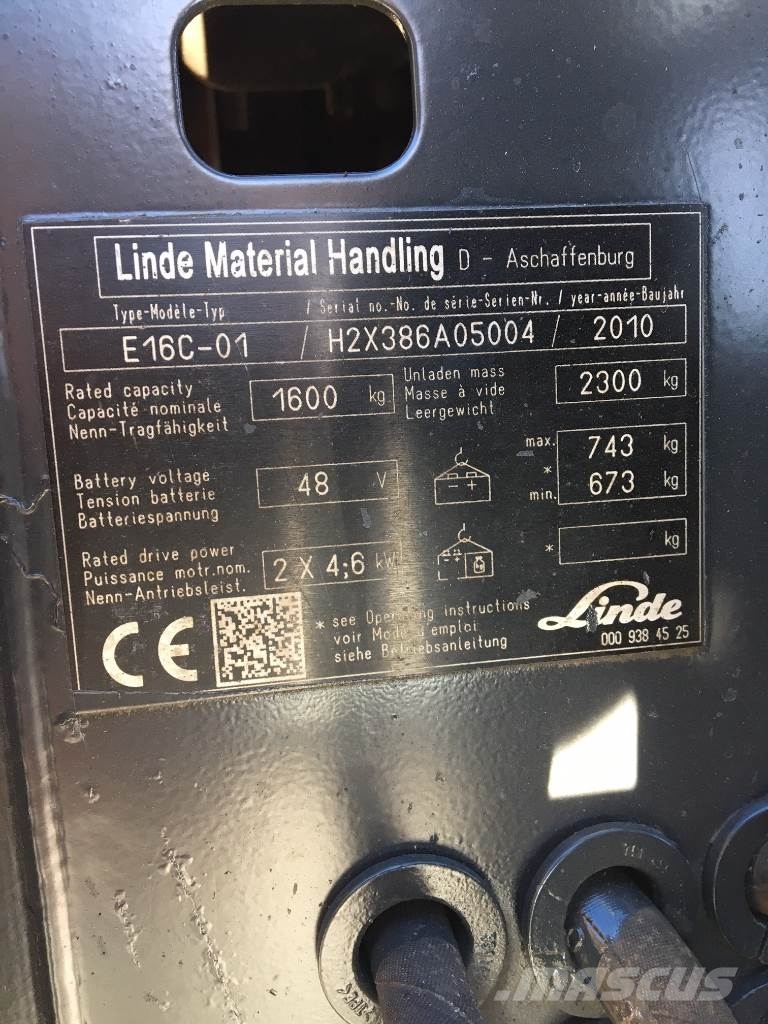 Linde Material Handling D - Aschaffenburg
Type-Modèle-Typ / Serial no.-No. de série-Serien-Nr. / year-année-Baujahr
E16C-01 / H2X386A05004 / 2010
Rated capacity
Capacité nominale
Nenn-Tragfähigkeit
1600 kg
Unladen mass
Masse à vide
Leergewicht
2300 kg
Battery voltage
Tension batterie
Batteriespannung
48 V
- +
max. 743 kg
*
min. 673 kg
Rated drive power
Puissance motr.nom.
Nenn-Antriebsleist.
2 X 4;6 kW
* kg
CE
* see Operating instructions
voir Mode d'emploi
siehe Betriebsanleitung
Linde
000 938 45 25
MASCUS